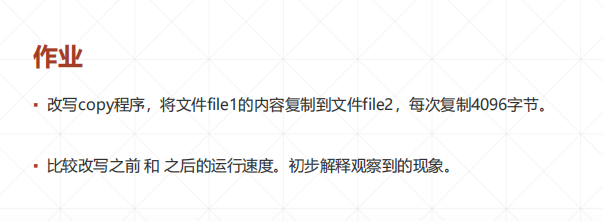 作业
▪ 改写copy程序，将文件file1的内容复制到文件file2，每次复制4096字节。
▪ 比较改写之前 和 之后的运行速度。初步解释观察到的现象。